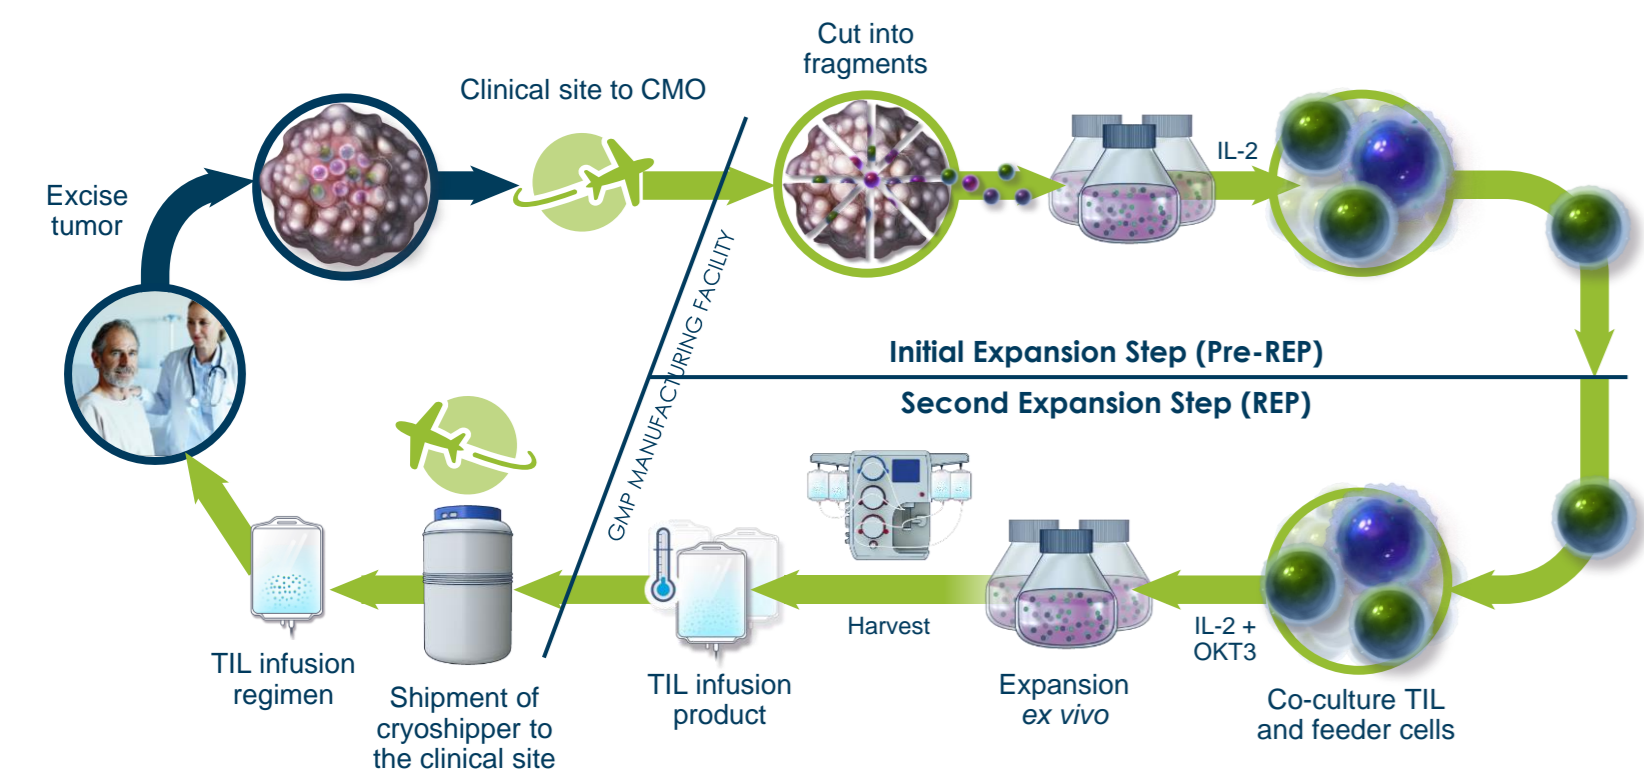 Cut into
fragments
Clinical site to CMO
IL-2
Excise
tumor
GMP MANUFACTURING FACILITY
Initial Expansion Step (Pre-REP)
Second Expansion Step (REP)
Harvest
IL-2 +
OKT3
TIL infusion
regimen
Shipment of
cryoshipper to
the clinical site
TIL infusion
product
Expansion
ex vivo
Co-culture TIL
and feeder cells